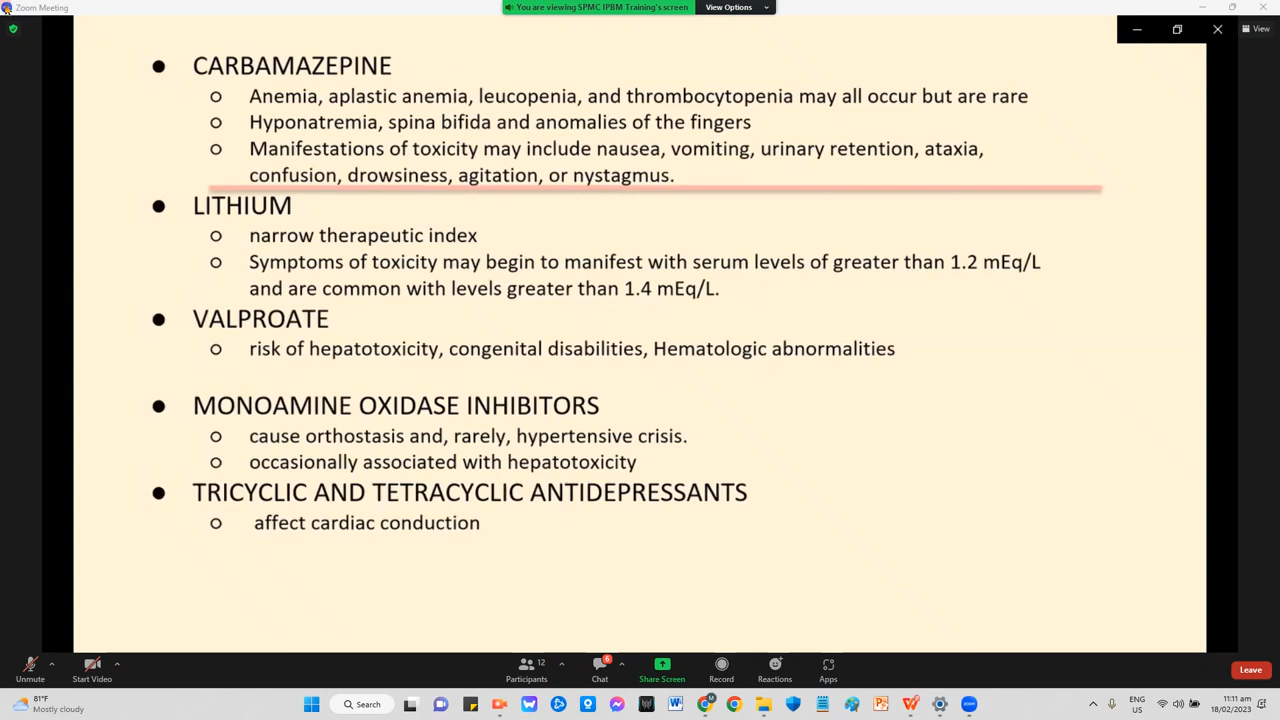 Zoom Meeting
You are viewing SPMC IPBM Training's screen
View Options
View
CARBAMAZEPINE
Anemia, aplastic anemia, leucopenia, and thrombocytopenia may all occur but are rare
Hyponatremia, spina bifida and anomalies of the fingers
Manifestations of toxicity may include nausea, vomiting, urinary retention, ataxia,
confusion, drowsiness, agitation, or nystagmus.
LITHIUM
narrow therapeutic index
Symptoms of toxicity may begin to manifest with serum levels of greater than 1.2 mEq/L
and are common with levels greater than 1.4 mEq/L.
VALPROATE
risk of hepatotoxicity, congenital disabilities, Hematologic abnormalities
MONOAMINE OXIDASE INHIBITORS
cause orthostasis and, rarely, hypertensive crisis.
occasionally associated with hepatotoxicity
TRICYCLIC AND TETRACYCLIC ANTIDEPRESSANTS
affect cardiac conduction
Unmute
Start Video
12
Participants
6
Chat
Share Screen
Record
Reactions
Apps
Leave
81°F
Mostly cloudy
Search
ENG
US
11:11 am
18/02/2023